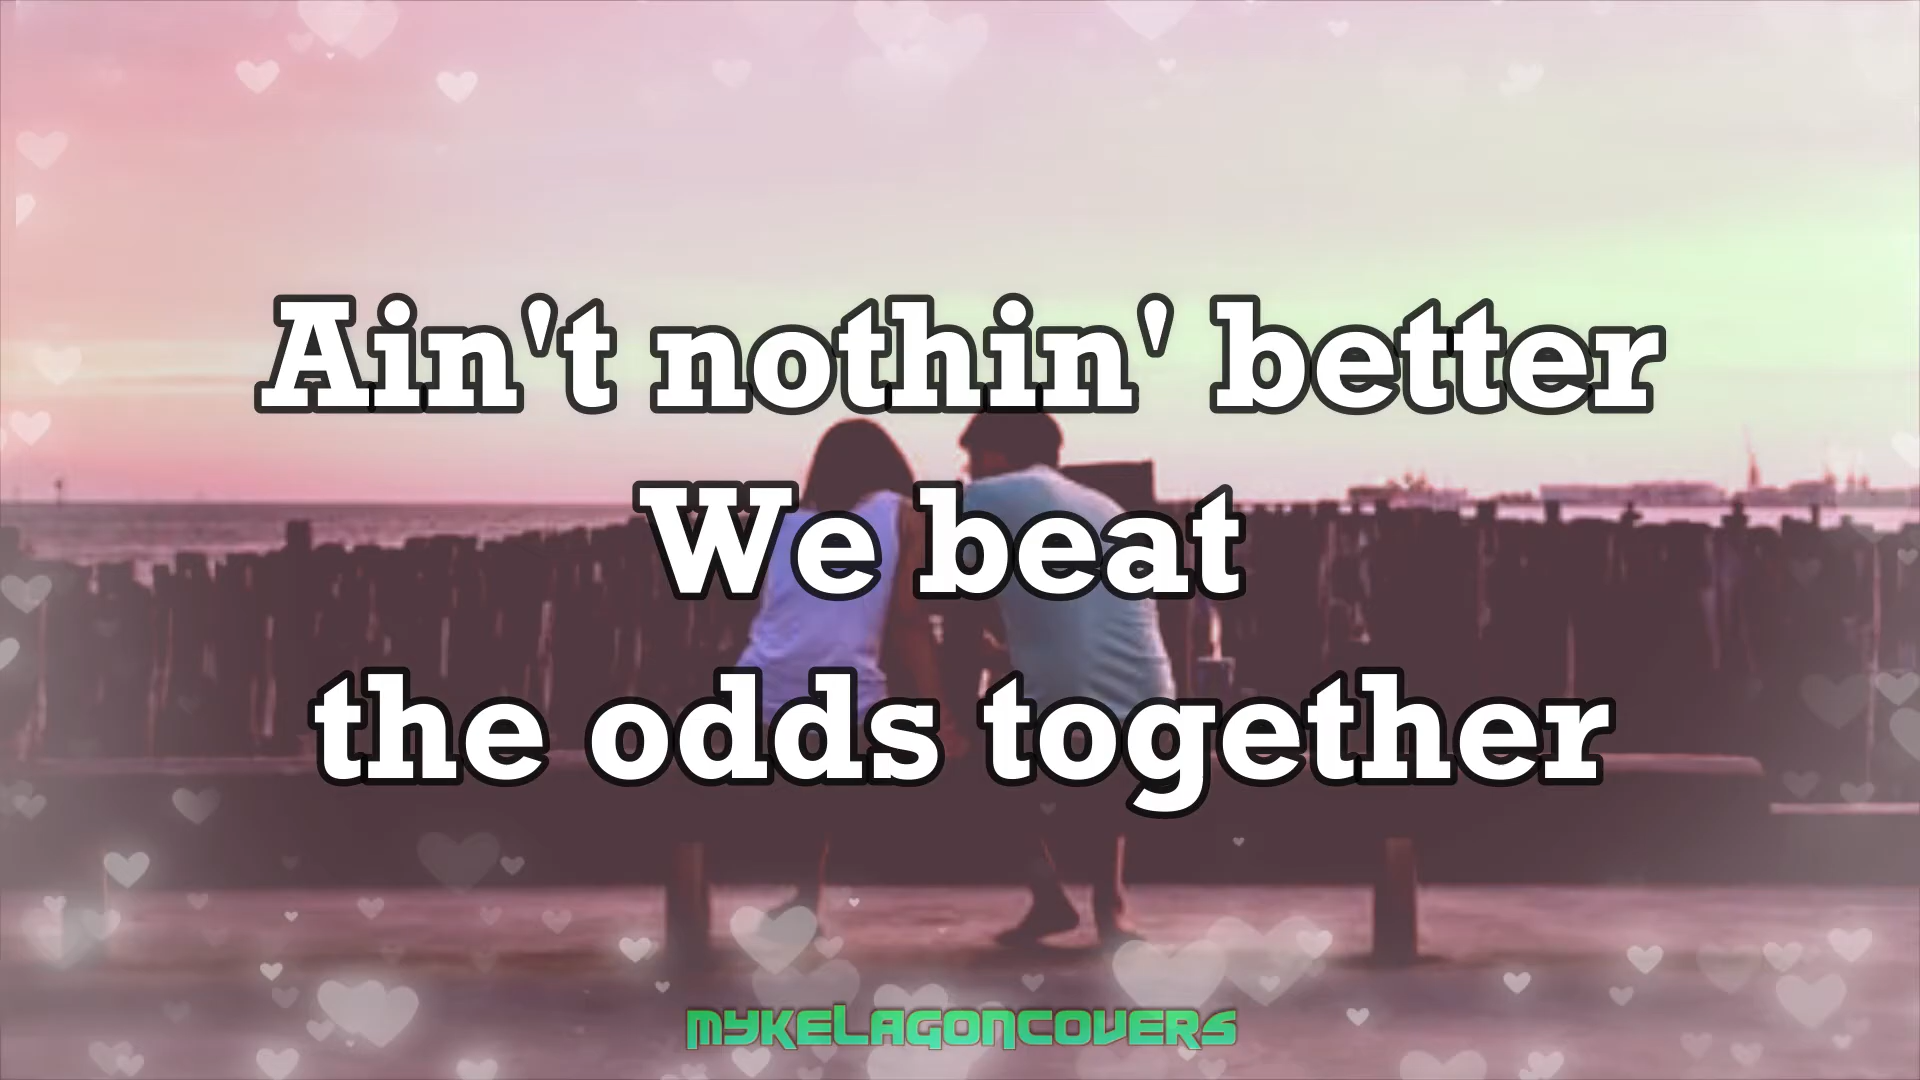 Ain't nothin' better
We beat
the odds together
MYKELAGONCOVERS